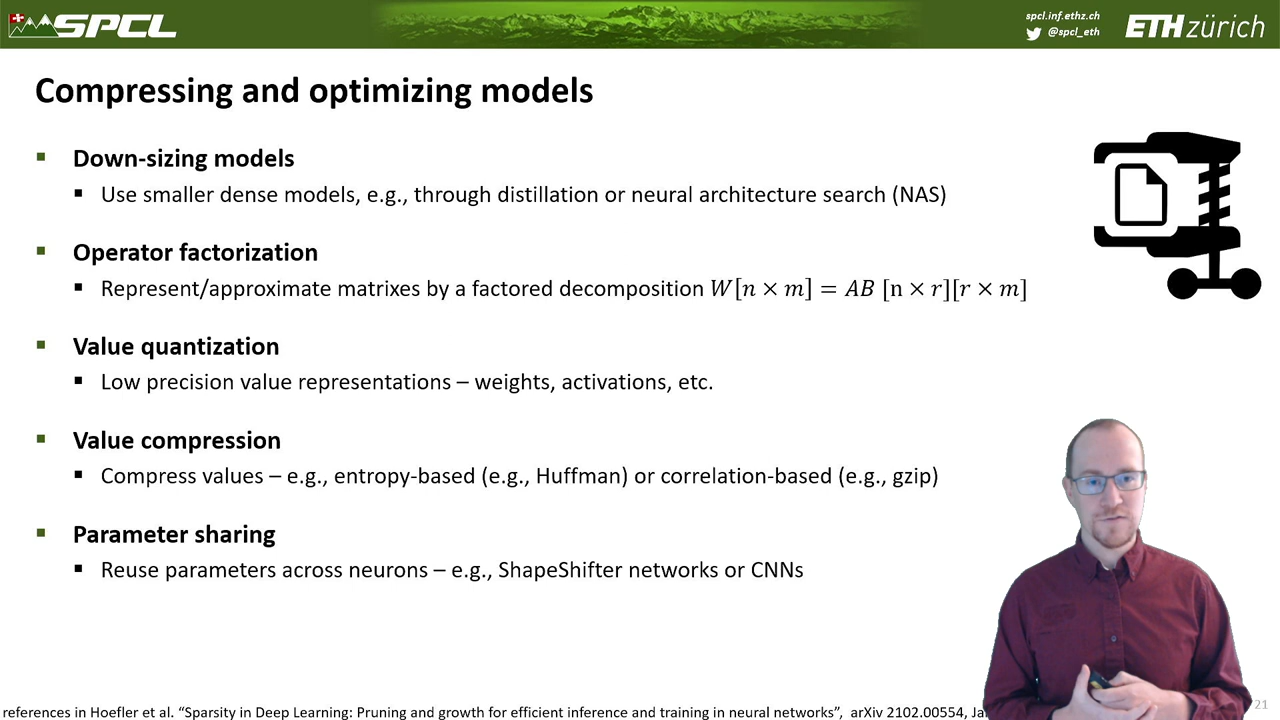 SPCL
spcl.inf.ethz.ch
@spcl_eth
ETH zürich
Compressing and optimizing models
▪ Down-sizing models
▪ Use smaller dense models, e.g., through distillation or neural architecture search (NAS)
▪ Operator factorization
▪ Represent/approximate matrixes by a factored decomposition 𝑊[𝑛 × 𝑚] = 𝐴𝐵 [n × 𝑟][𝑟 × 𝑚]
▪ Value quantization
▪ Low precision value representations – weights, activations, etc.
▪ Value compression
▪ Compress values – e.g., entropy-based (e.g., Huffman) or correlation-based (e.g., gzip)
▪ Parameter sharing
▪ Reuse parameters across neurons – e.g., ShapeShifter networks or CNNs
references in Hoefler et al. “Sparsity in Deep Learning: Pruning and growth for efficient inference and training in neural networks”, arXiv 2102.00554,
21